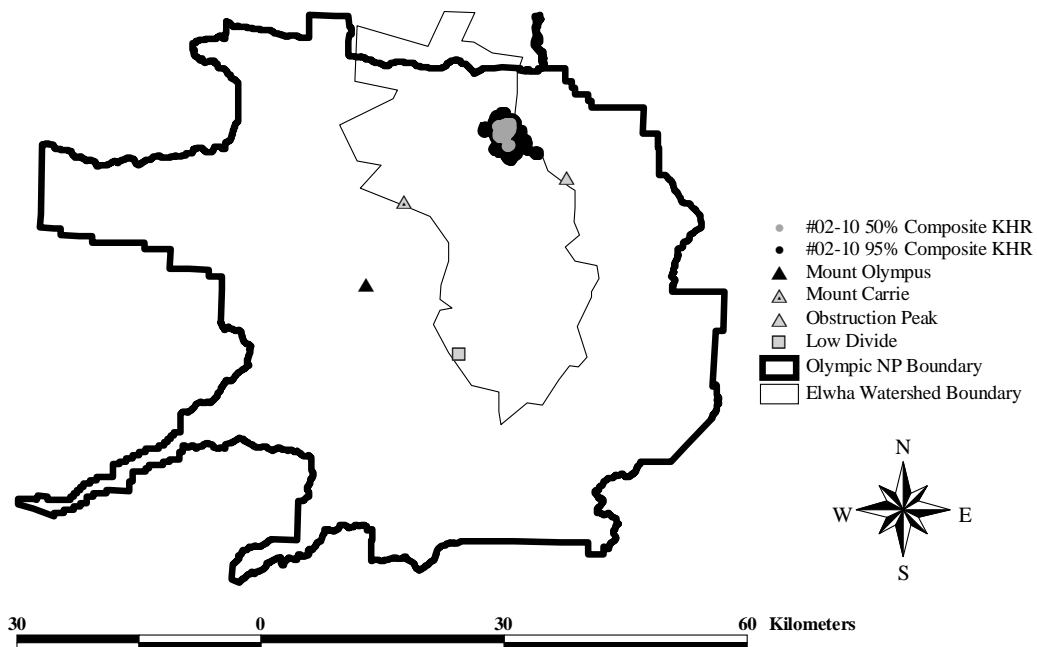 #02-10 50% Composite KHR
#02-10 95% Composite KHR
Mount Olympus
Mount Carrie
Obstruction Peak
Low Divide
Olympic NP Boundary
Elwha Watershed Boundary
N
W E
S
30 0 30 60 Kilometers